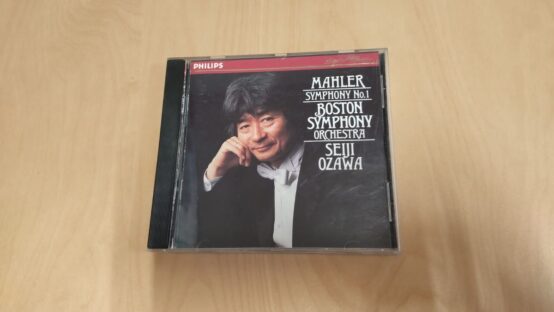 PHILIPS
MAHLER
SYMPHONY No.1
BOSTON
SYMPHONY
ORCHESTRA
SEIJI
OZAWA